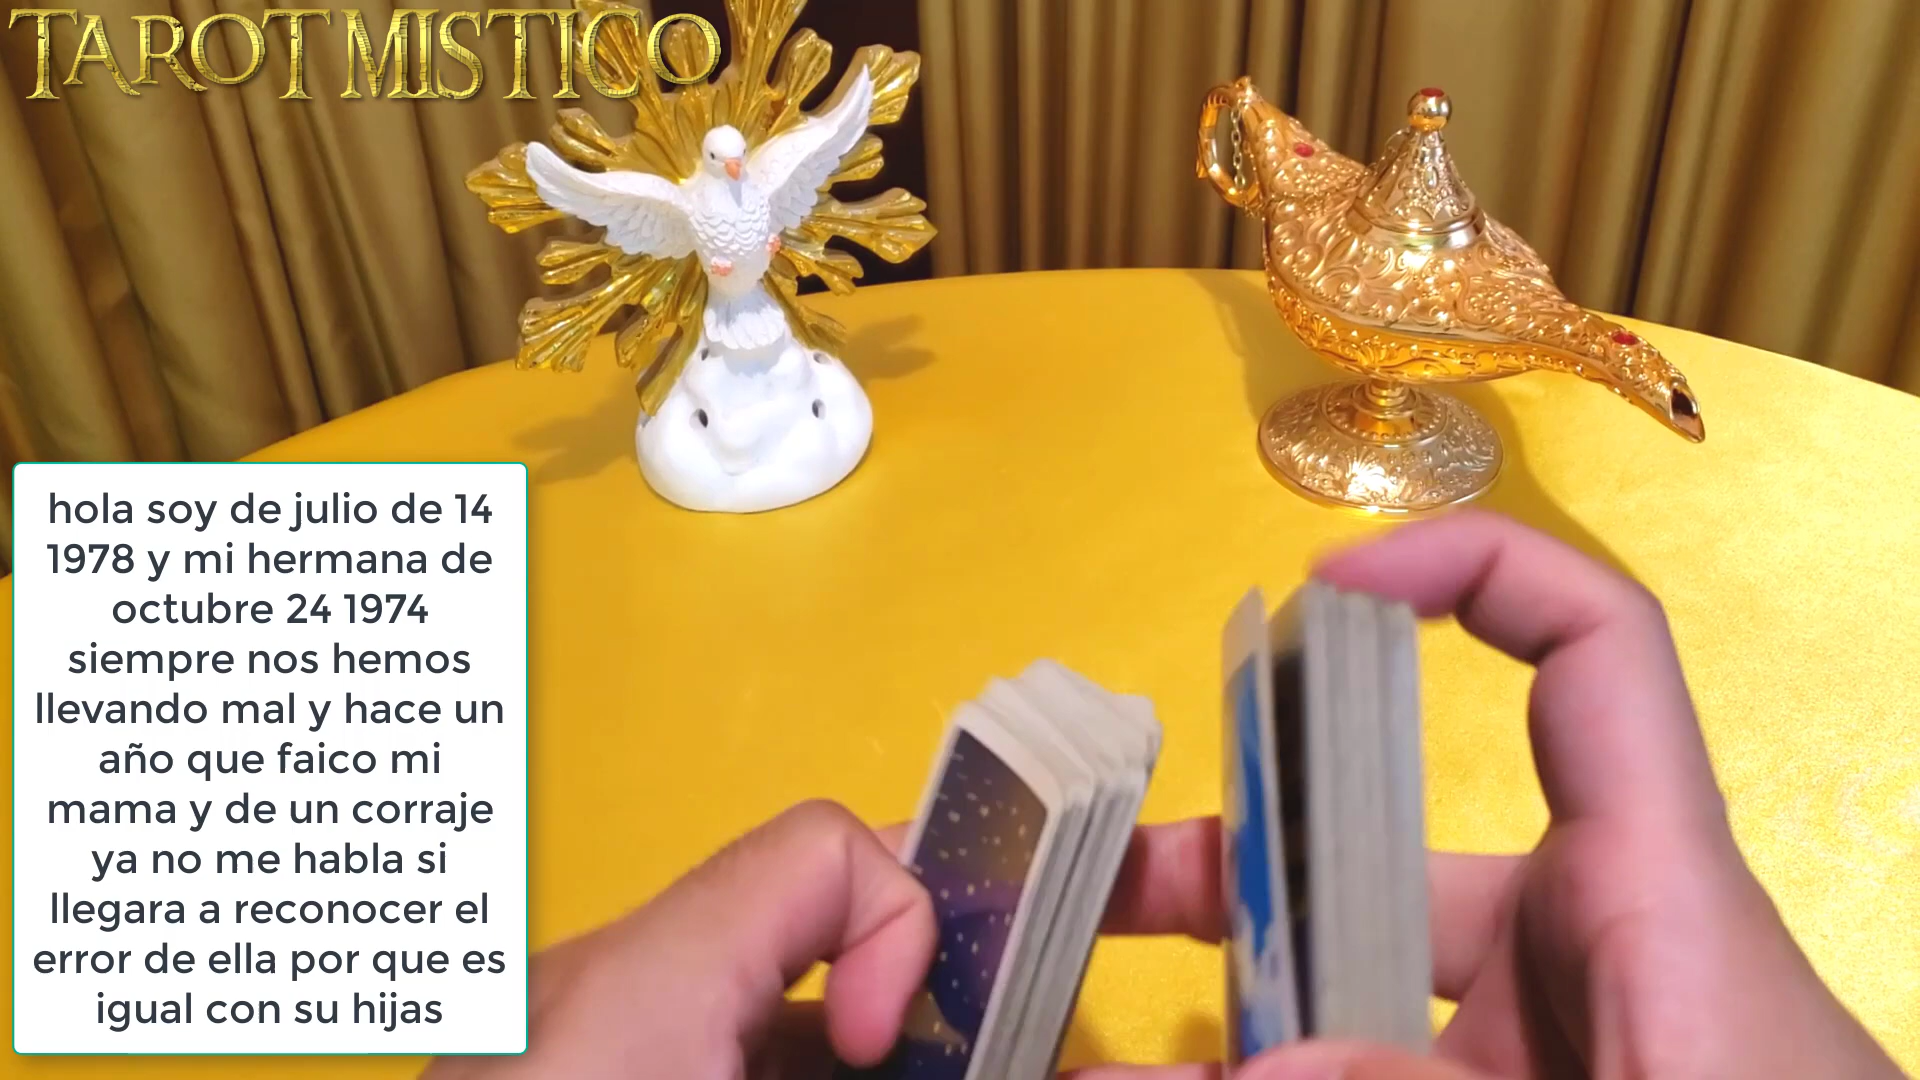 TAROT MISTICO
hola soy de julio de 14
1978 y mi hermana de
octubre 24 1974
siempre nos hemos
llevando mal y hace un
año que faico mi
mama y de un corraje
ya no me habla si
llegara a reconocer el
error de ella por que es
igual con su hijas